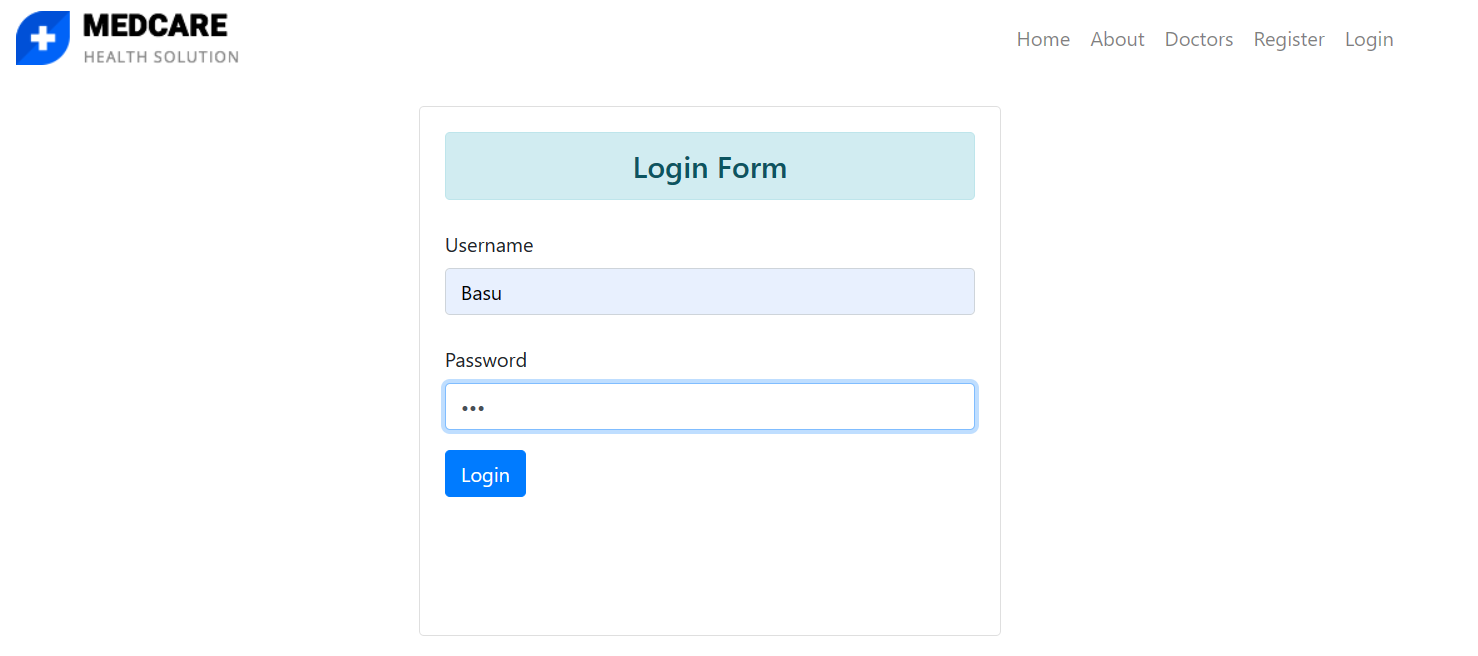 MEDCARE
HEALTH SOLUTION
Home About Doctors Register Login
Login Form
Username
Basu
Password
•••
Login